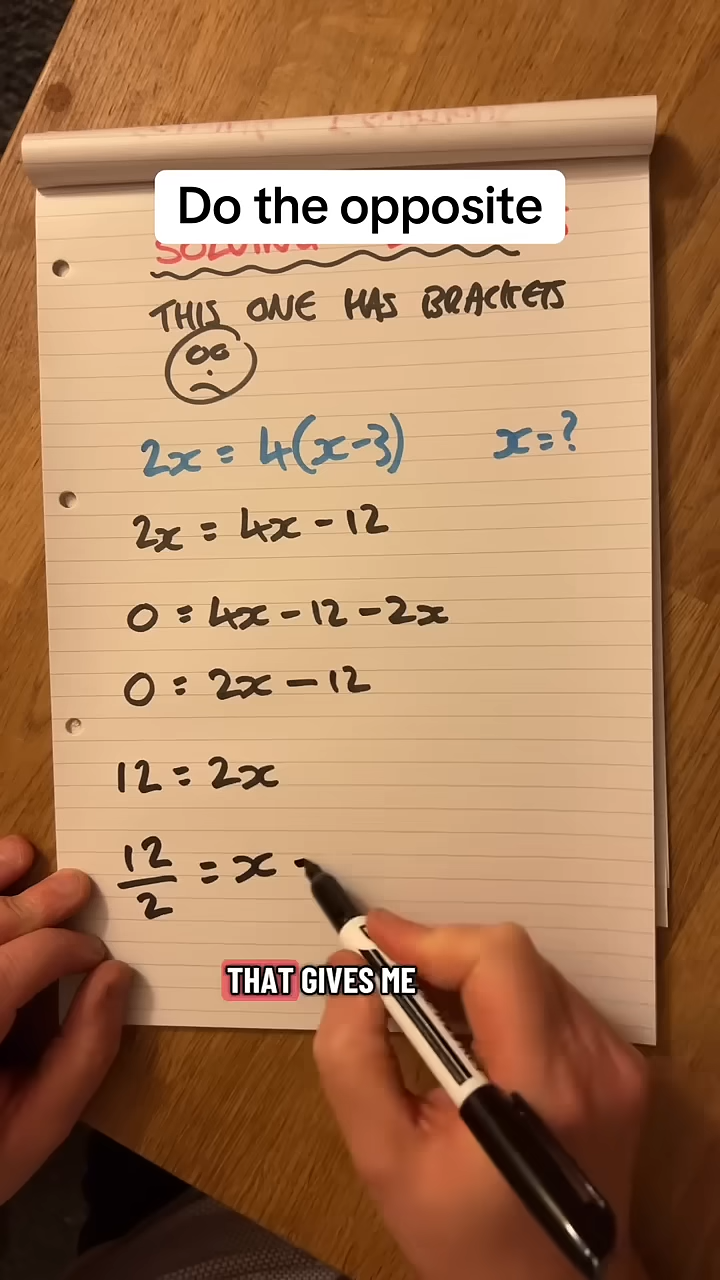 Do the opposite
SOLVING
THIS ONE HAS BRACKETS
2x = 4(x-3) x=?
2x = 4x - 12
0 = 4x - 12 - 2x
0 = 2x - 12
12 = 2x
12/2 = x
THAT GIVES ME